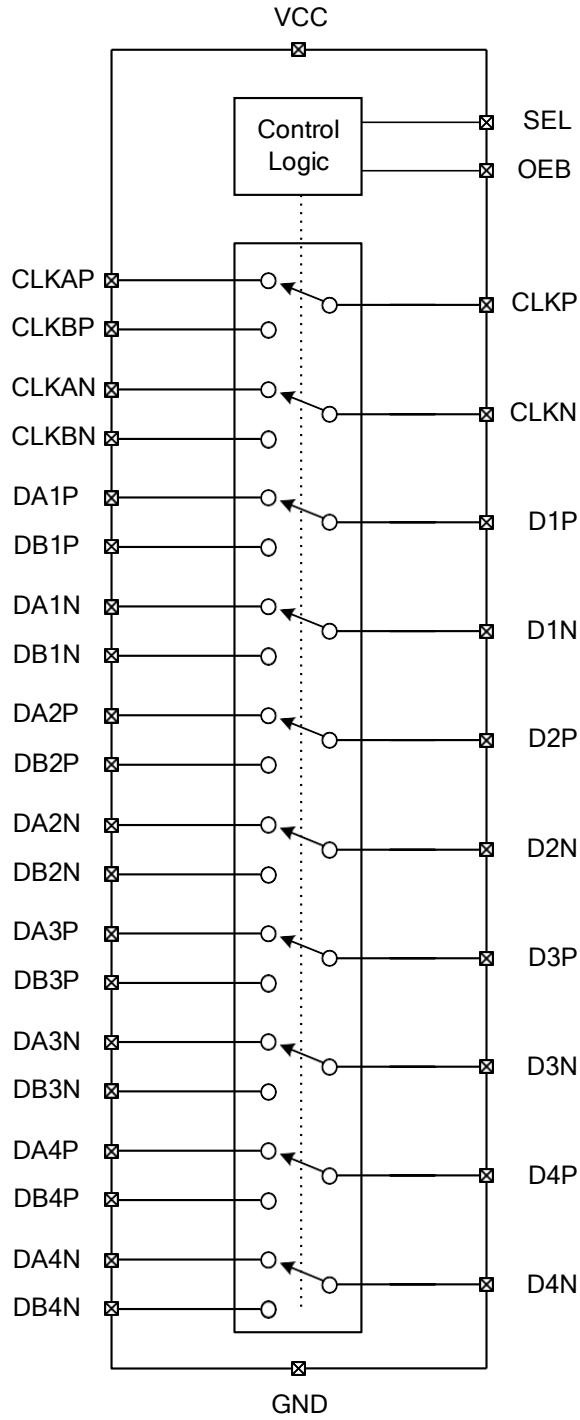 VCC
Control
Logic
SEL
OEB
CLKAP
CLKP
CLKBP
CLKAN
CLKN
CLKBN
DA1P
D1P
DB1P
DA1N
D1N
DB1N
DA2P
D2P
DB2P
DA2N
D2N
DB2N
DA3P
D3P
DB3P
DA3N
D3N
DB3N
DA4P
D4P
DB4P
DA4N
D4N
DB4N
GND